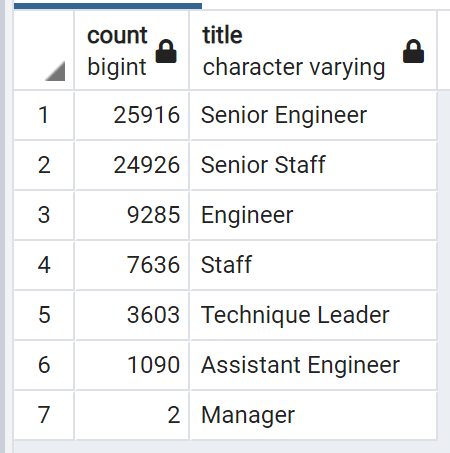 count title
bigint character varying
1 25916 Senior Engineer
2 24926 Senior Staff
3 9285 Engineer
4 7636 Staff
5 3603 Technique Leader
6 1090 Assistant Engineer
7 2 Manager